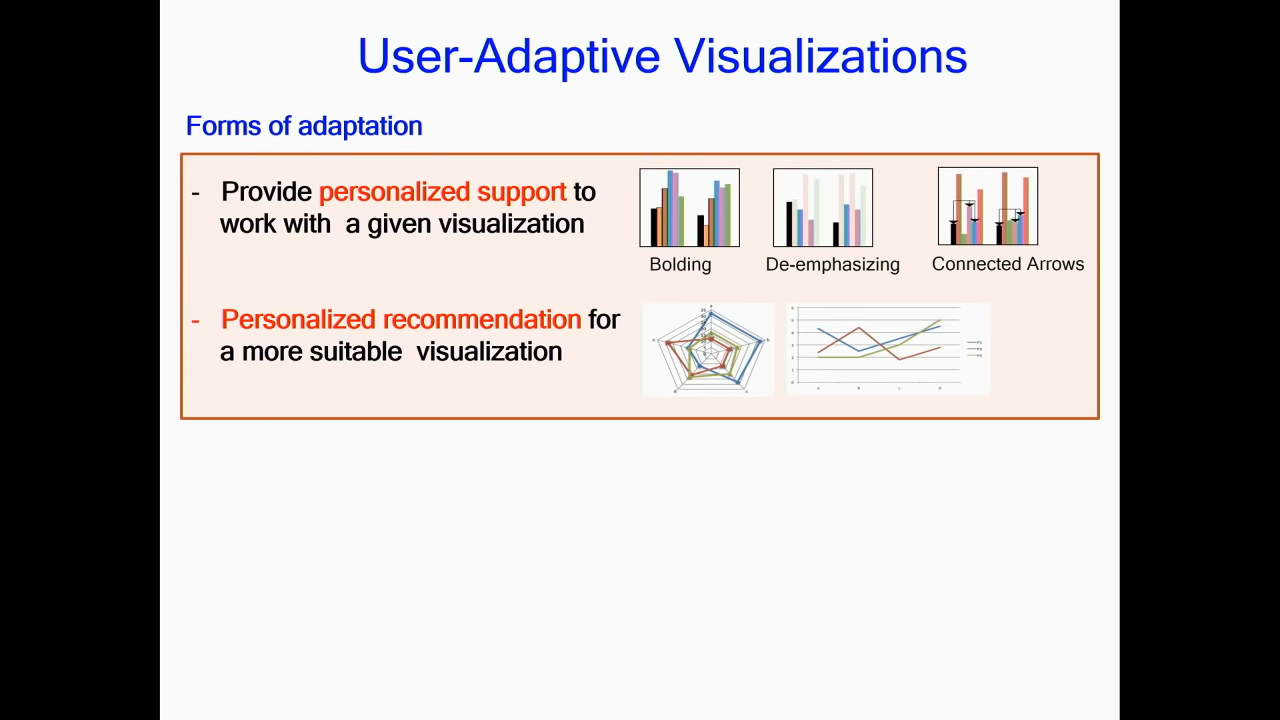 User-Adaptive Visualizations
Forms of adaptation
- Provide personalized support to
work with a given visualization
Bolding
De-emphasizing
Connected Arrows
- Personalized recommendation for
a more suitable visualization